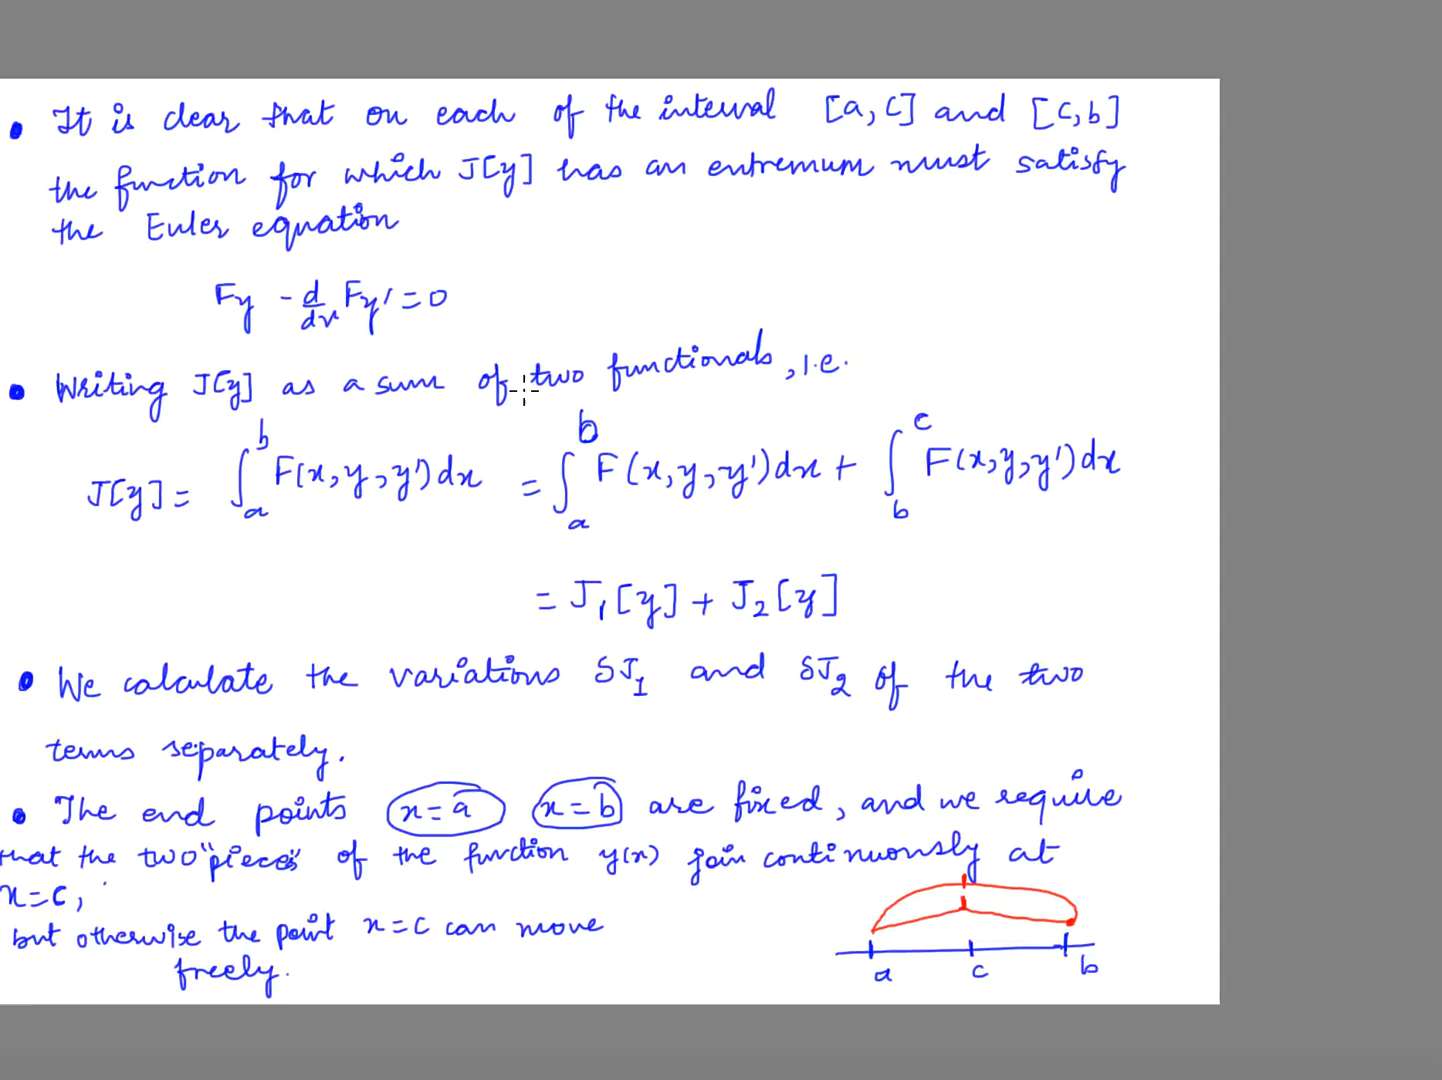 • It is clear that on each of the interval [a, c] and [c, b]
the function for which J[y] has an entremum must satisfy
the Euler equation
Fy - d/dx Fy' = 0
• Writing J[y] as a sum of two functionals, i.e.
J[y] = ∫_a^b F(x, y, y') dx = ∫_a^b F(x, y, y') dx + ∫_b^c F(x, y, y') dx
= J₁[y] + J₂[y]
• We calculate the variations δJ₁ and δJ₂ of the two
terms separately.
• The end points x = a x = b are fixed, and we require
that the two "pieces" of the function y(x) join continuously at
x = c,
but otherwise the point x = c can move
freely.
a c b